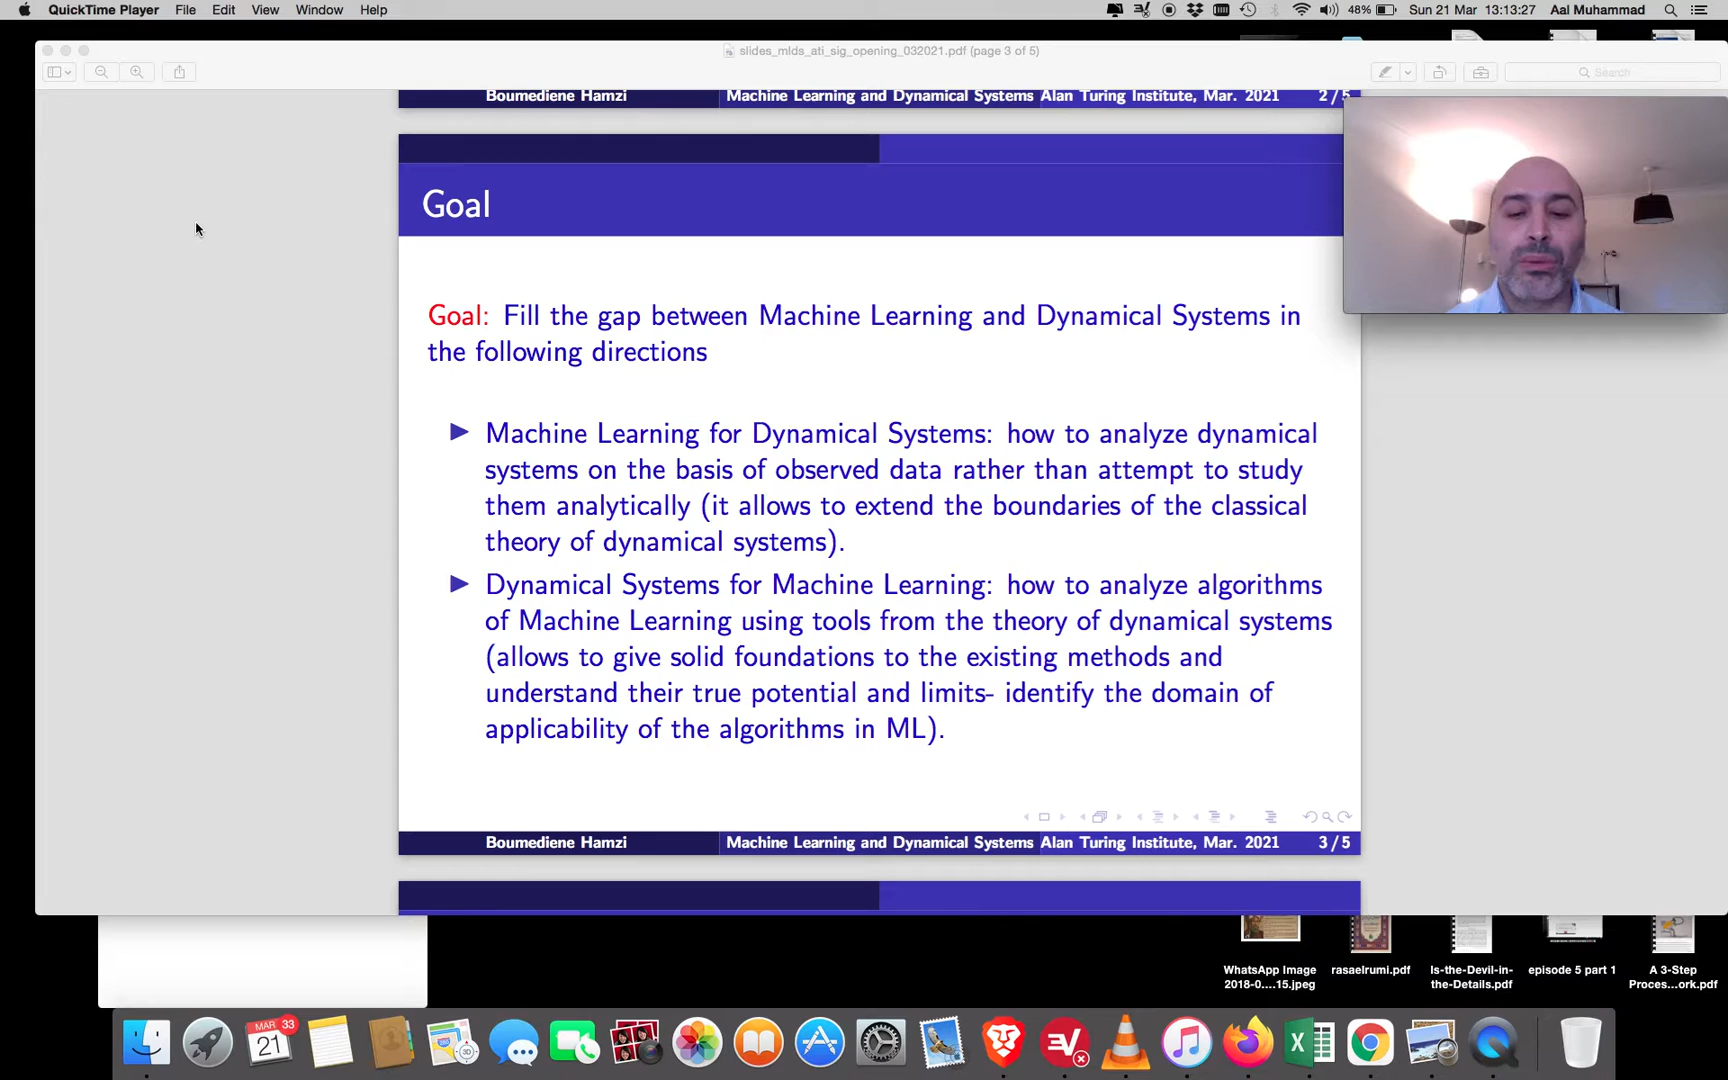 QuickTime Player File Edit View Window Help 48% Sun 21 Mar 13:13:27 Aal Muhammad
slides_mlds_ati_sig_opening_032021.pdf (page 3 of 5)
Search
Boumediene Hamzi Machine Learning and Dynamical Systems Alan Turing Institute, Mar. 2021 2 / 5
Goal
Goal: Fill the gap between Machine Learning and Dynamical Systems in
the following directions
▶ Machine Learning for Dynamical Systems: how to analyze dynamical
systems on the basis of observed data rather than attempt to study
them analytically (it allows to extend the boundaries of the classical
theory of dynamical systems).
▶ Dynamical Systems for Machine Learning: how to analyze algorithms
of Machine Learning using tools from the theory of dynamical systems
(allows to give solid foundations to the existing methods and
understand their true potential and limits- identify the domain of
applicability of the algorithms in ML).
Boumediene Hamzi Machine Learning and Dynamical Systems Alan Turing Institute, Mar. 2021 3 / 5
WhatsApp Image rasaelrumi.pdf Is-the-Devil-in- episode 5 part 1 A 3-Step
2018-0....15.jpeg the-Details.pdf Proces...ork.pdf
MAR 33
21